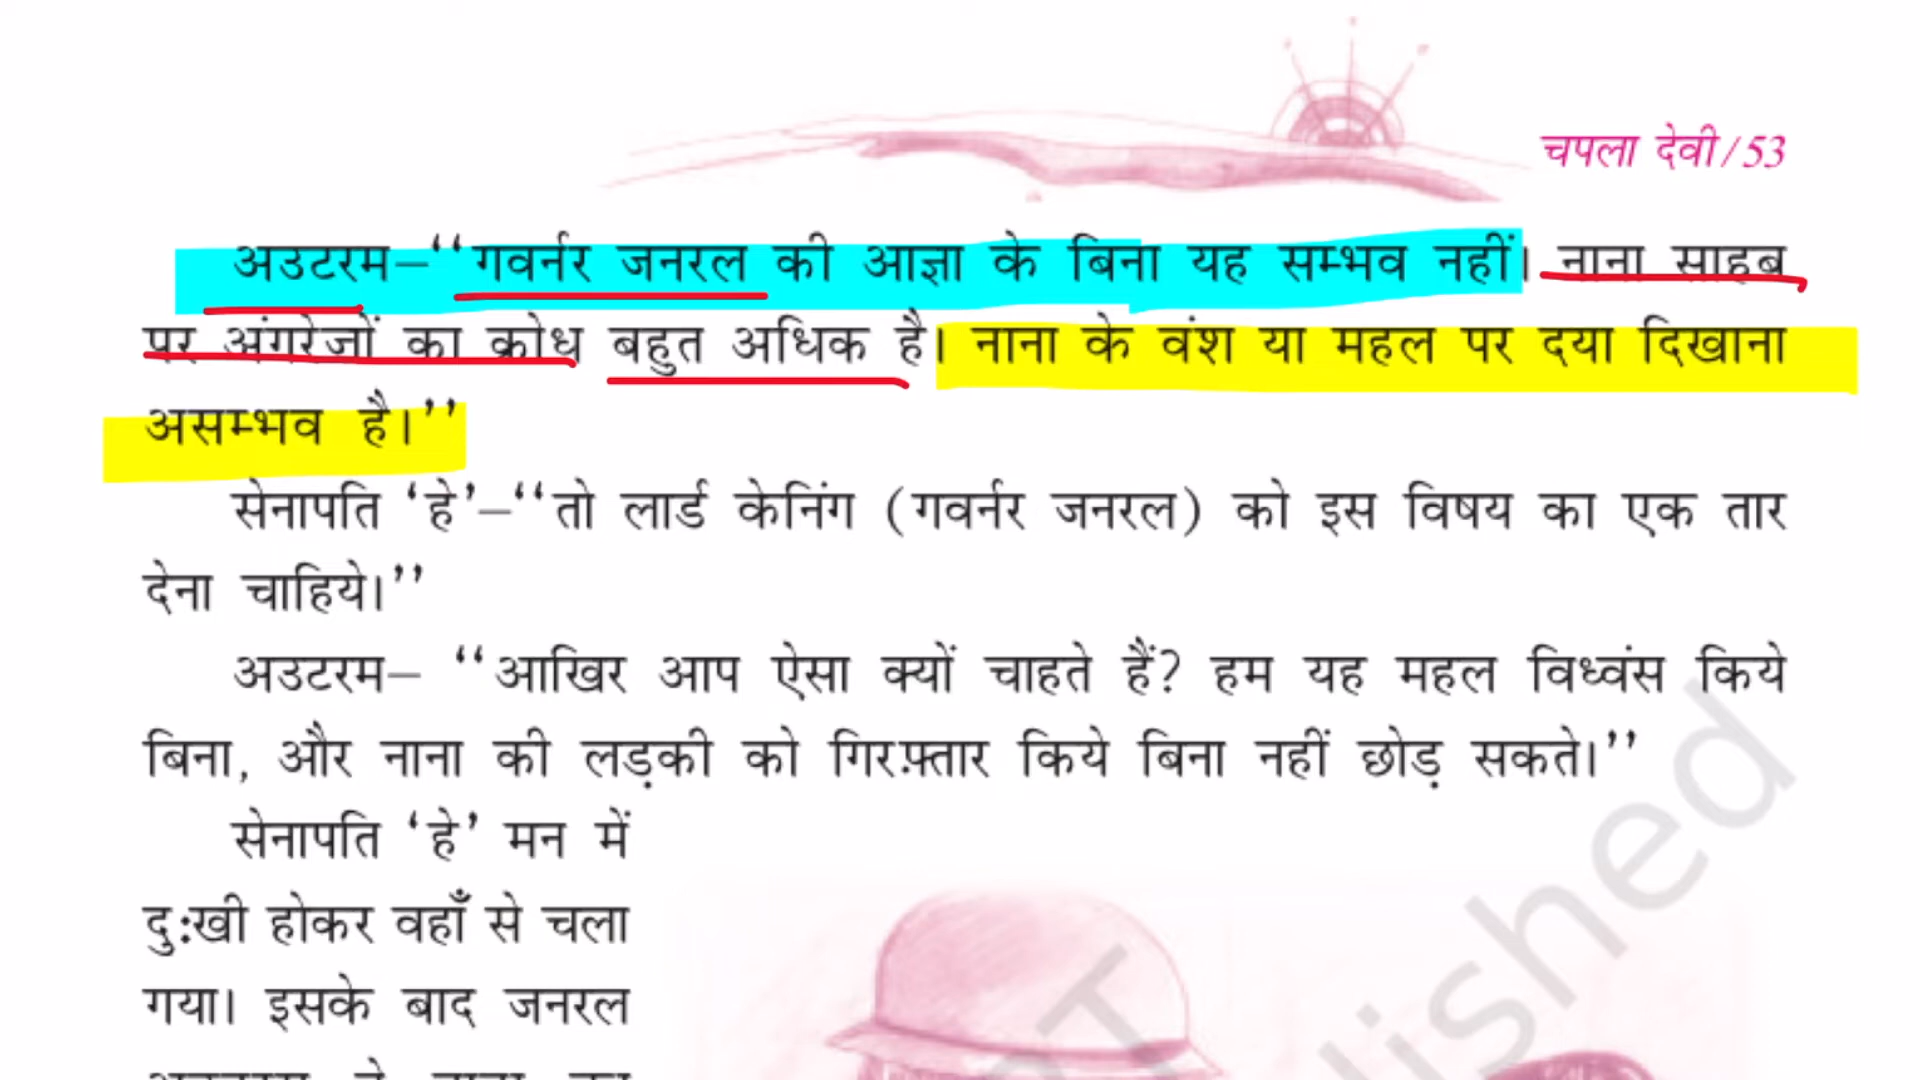 चपला देवी/53
अउटरम–‘‘गवर्नर जनरल की आज्ञा के बिना यह सम्भव नहीं। नाना साहब
पर अंगरेजों का क्रोध बहुत अधिक है। नाना के वंश या महल पर दया दिखाना
असम्भव है।’’
सेनापति ‘हे’–‘‘तो लार्ड केनिंग (गवर्नर जनरल) को इस विषय का एक तार
देना चाहिये।’’
अउटरम– ‘‘आखिर आप ऐसा क्यों चाहते हैं? हम यह महल विध्वंस किये
बिना, और नाना की लड़की को गिरफ़्तार किये बिना नहीं छोड़ सकते।’’
सेनापति ‘हे’ मन में
दुःखी होकर वहाँ से चला
गया। इसके बाद जनरल